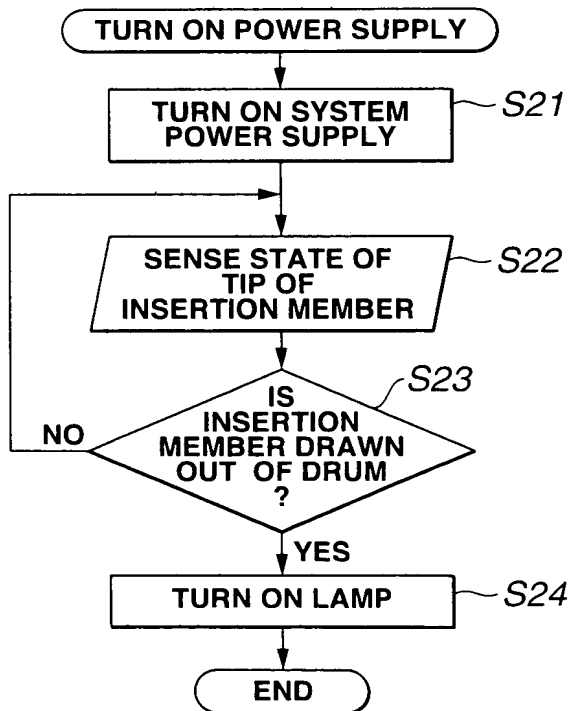 TURN ON POWER SUPPLY
TURN ON SYSTEM
POWER SUPPLY
S21
SENSE STATE OF
TIP OF
INSERTION MEMBER
S22
IS
INSERTION
MEMBER DRAWN
OUT OF DRUM
?
S23
NO
YES
TURN ON LAMP
S24
END